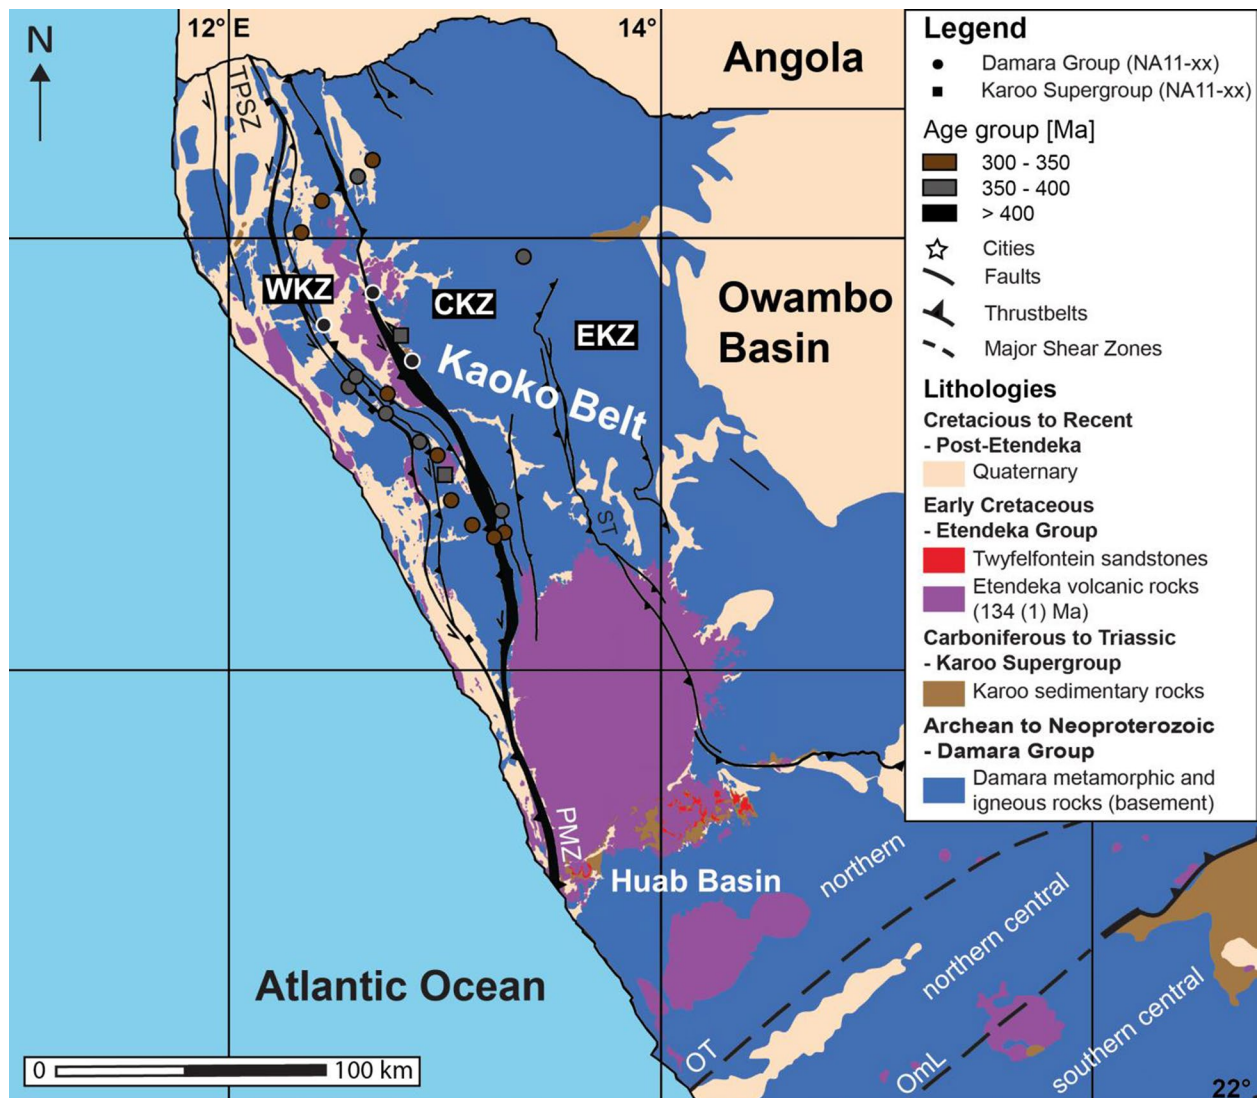 12° E
14°
N
Angola
TPSZ
WKZ
CKZ
EKZ
Owambo
Basin
Kaoko Belt
ST
PMZ
Huab Basin
northern
northern central
southern central
Atlantic Ocean
OT
OmL
0 100 km
22°
Legend
Damara Group (NA11-xx)
Karoo Supergroup (NA11-xx)
Age group [Ma]
300 - 350
350 - 400
> 400
Cities
Faults
Thrustbelts
Major Shear Zones
Lithologies
Cretacious to Recent
- Post-Etendeka
Quaternary
Early Cretaceous
- Etendeka Group
Twyfelfontein sandstones
Etendeka volcanic rocks
(134 (1) Ma)
Carboniferous to Triassic
- Karoo Supergroup
Karoo sedimentary rocks
Archean to Neoproterozoic
- Damara Group
Damara metamorphic and
igneous rocks (basement)